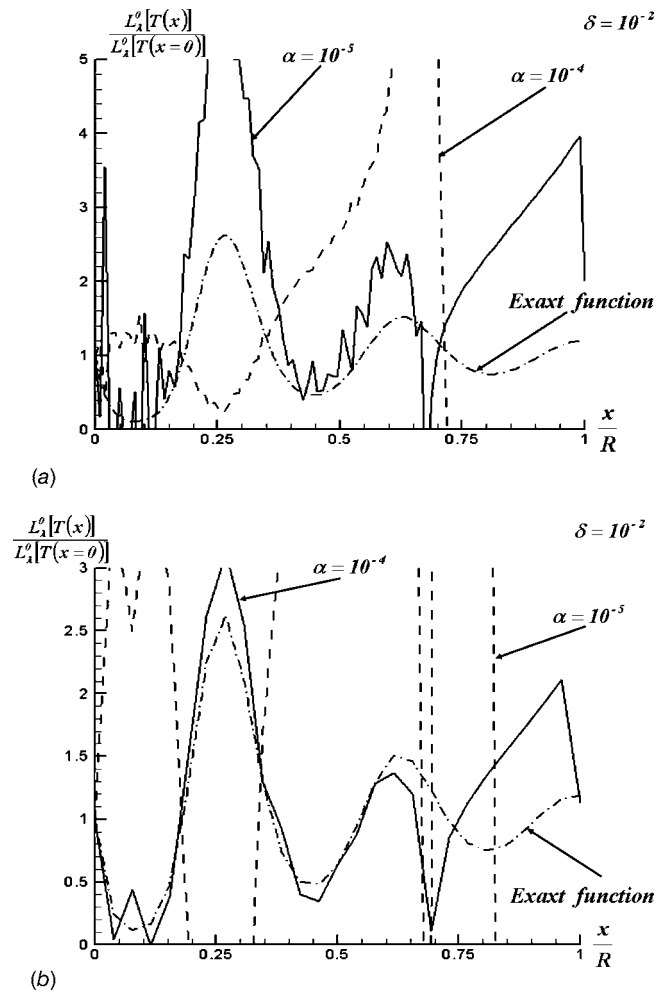 L⁰_λ[T(x)]
L⁰_λ[T(x=0)]
δ = 10⁻²
5
α = 10⁻⁵
α = 10⁻⁴
4
3
2
Exaxt function
1
0
0 0.25 0.5 0.75 1
x
R
(a)
L⁰_λ[T(x)]
L⁰_λ[T(x=0)]
δ = 10⁻²
3
α = 10⁻⁴
α = 10⁻⁵
2.5
2
1.5
1
0.5
Exaxt function
0
0 0.25 0.5 0.75 1
x
R
(b)